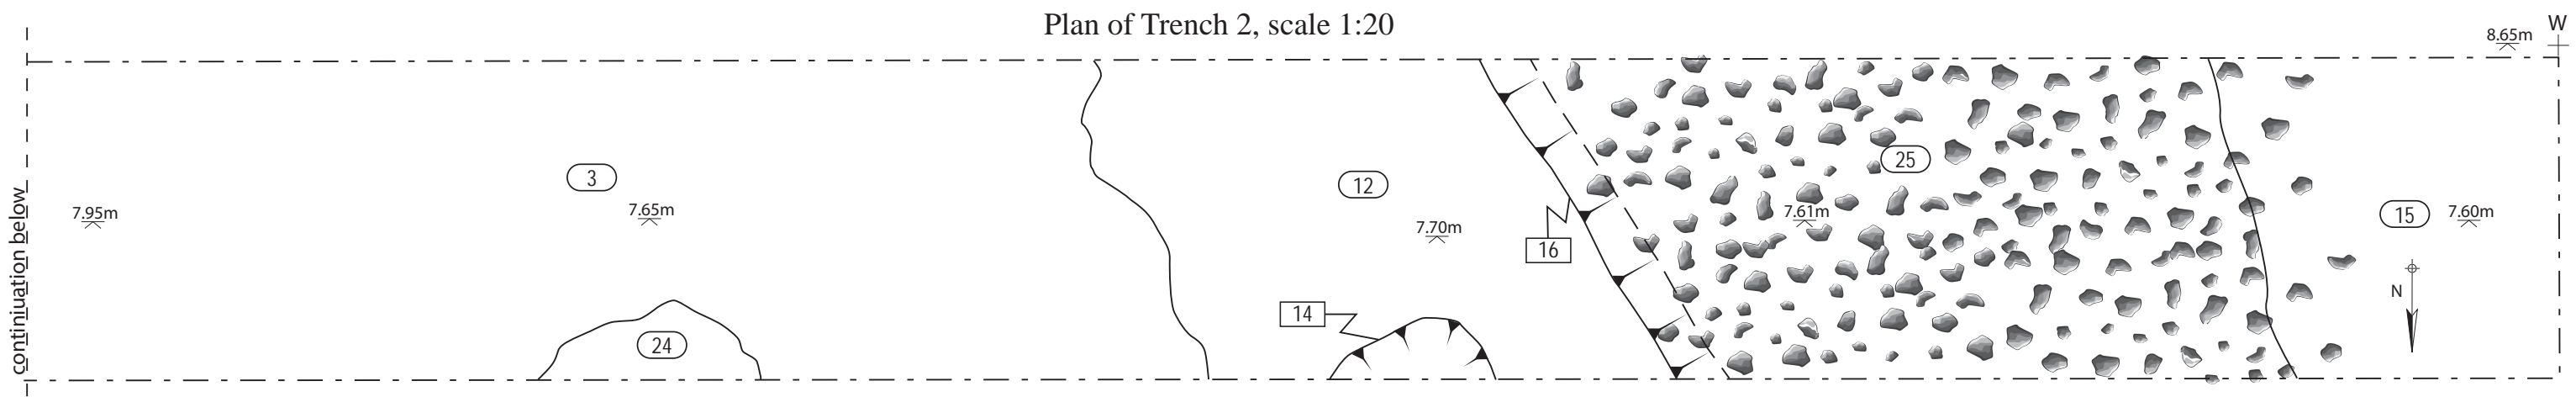 Plan of Trench 2, scale 1:20
W
8.65m
continiuation below
3
12
25
7.95m
7.65m
7.70m
7.61m
15
7.60m
16
N
14
24